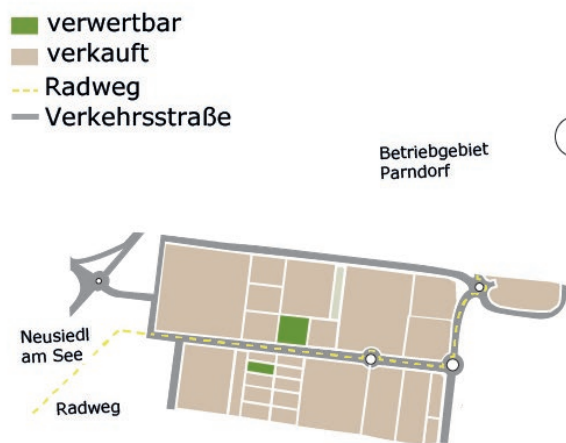 verwertbar
verkauft
Radweg
Verkehrsstraße
Betriebgebiet
Parndorf
Neusiedl
am See
Radweg